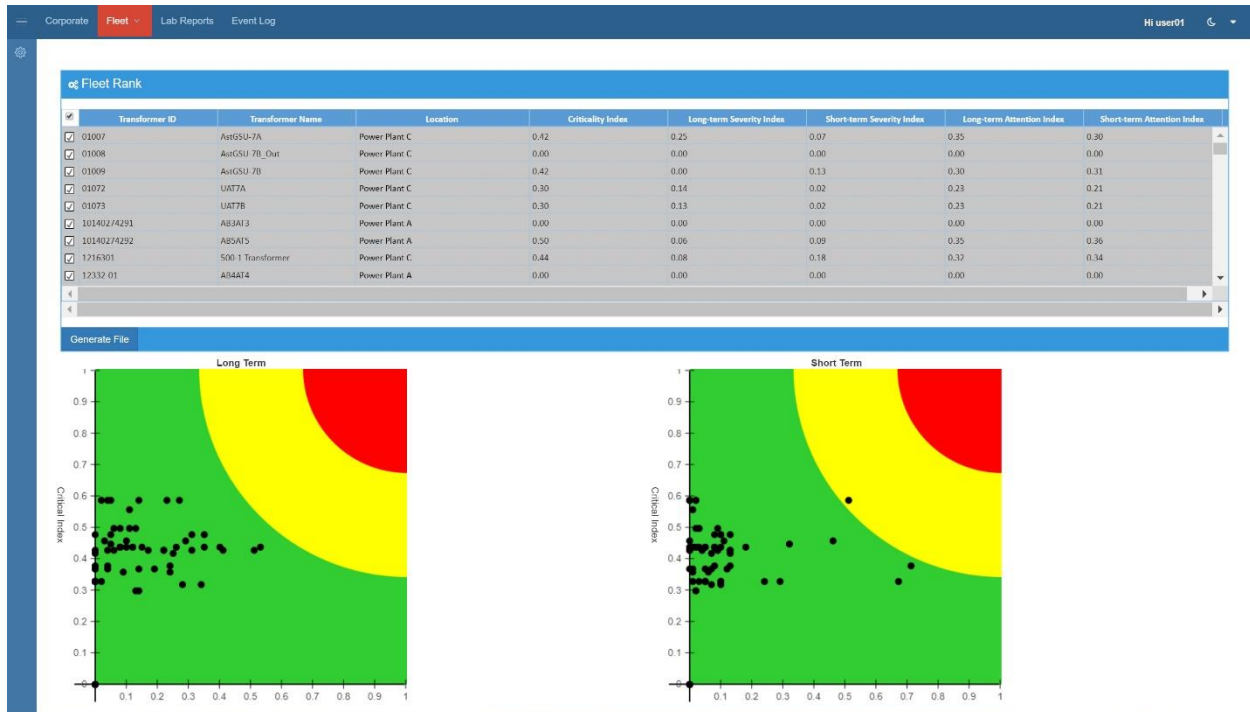 Corporate Fleet Lab Reports Event Log Hi user01
Fleet Rank
Transformer ID Transformer Name Location Criticality Index Long-term Severity Index Short-term Severity Index Long-term Attention Index Short-term Attention Index
01007 AstGSU-7A Power Plant C 0.42 0.25 0.07 0.35 0.30
01008 AstGSU-7B_Out Power Plant C 0.00 0.00 0.00 0.00 0.00
01009 AstGSU-7B Power Plant C 0.42 0.00 0.13 0.30 0.31
01072 UAT7A Power Plant C 0.30 0.14 0.02 0.23 0.21
01073 UAT7B Power Plant C 0.30 0.13 0.02 0.23 0.21
10140274291 AB3AT3 Power Plant A 0.00 0.00 0.00 0.00 0.00
10140274292 AB5AT5 Power Plant A 0.50 0.06 0.09 0.35 0.36
1216301 500-1 Transformer Power Plant C 0.44 0.08 0.18 0.32 0.34
12332-01 AB4AT4 Power Plant A 0.00 0.00 0.00 0.00 0.00
Generate File
Long Term
1
0.9
0.8
0.7
0.6
0.5
0.4
0.3
0.2
0.1
0
Critical Index
0.1 0.2 0.3 0.4 0.5 0.6 0.7 0.8 0.9 1
Short Term
1
0.9
0.8
0.7
0.6
0.5
0.4
0.3
0.2
0.1
0
Critical Index
0.1 0.2 0.3 0.4 0.5 0.6 0.7 0.8 0.9 1